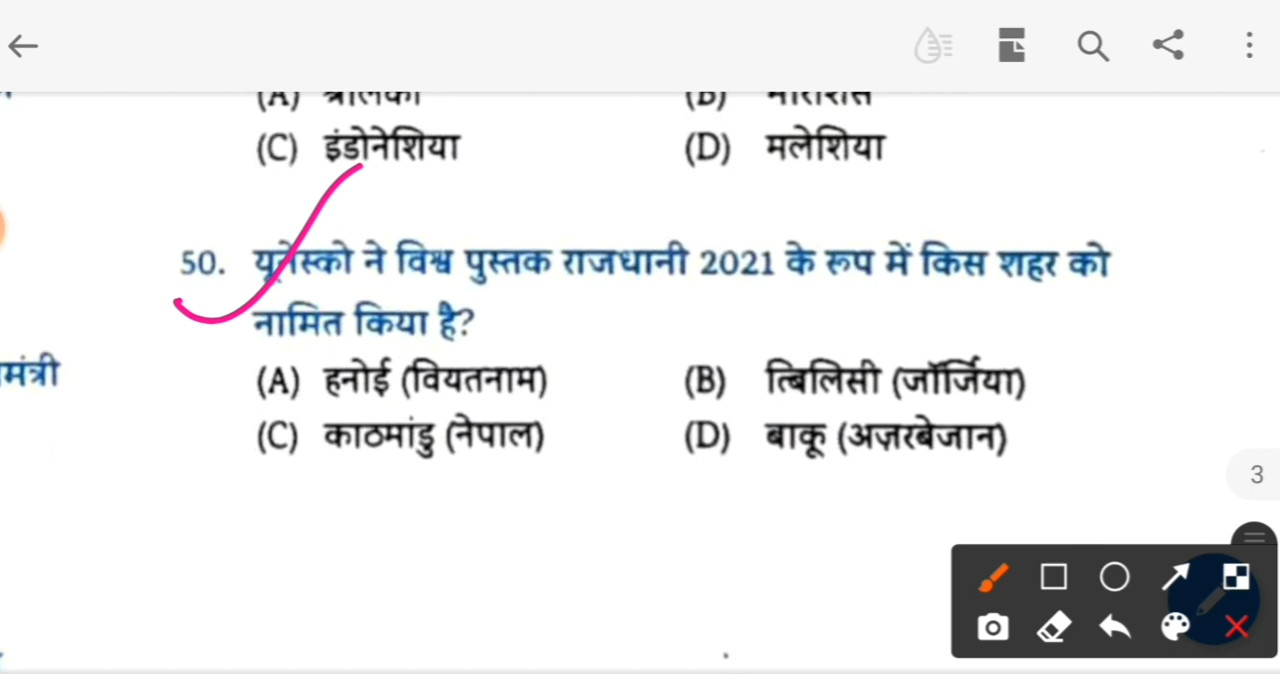 (C) इंडोनेशिया (D) मलेशिया
50. यूनेस्को ने विश्व पुस्तक राजधानी 2021 के रूप में किस शहर को
नामित किया है?
मंत्री
(A) हनोई (वियतनाम) (B) त्बिलिसी (जॉर्जिया)
(C) काठमांडु (नेपाल) (D) बाकू (अज़रबेजान)
3